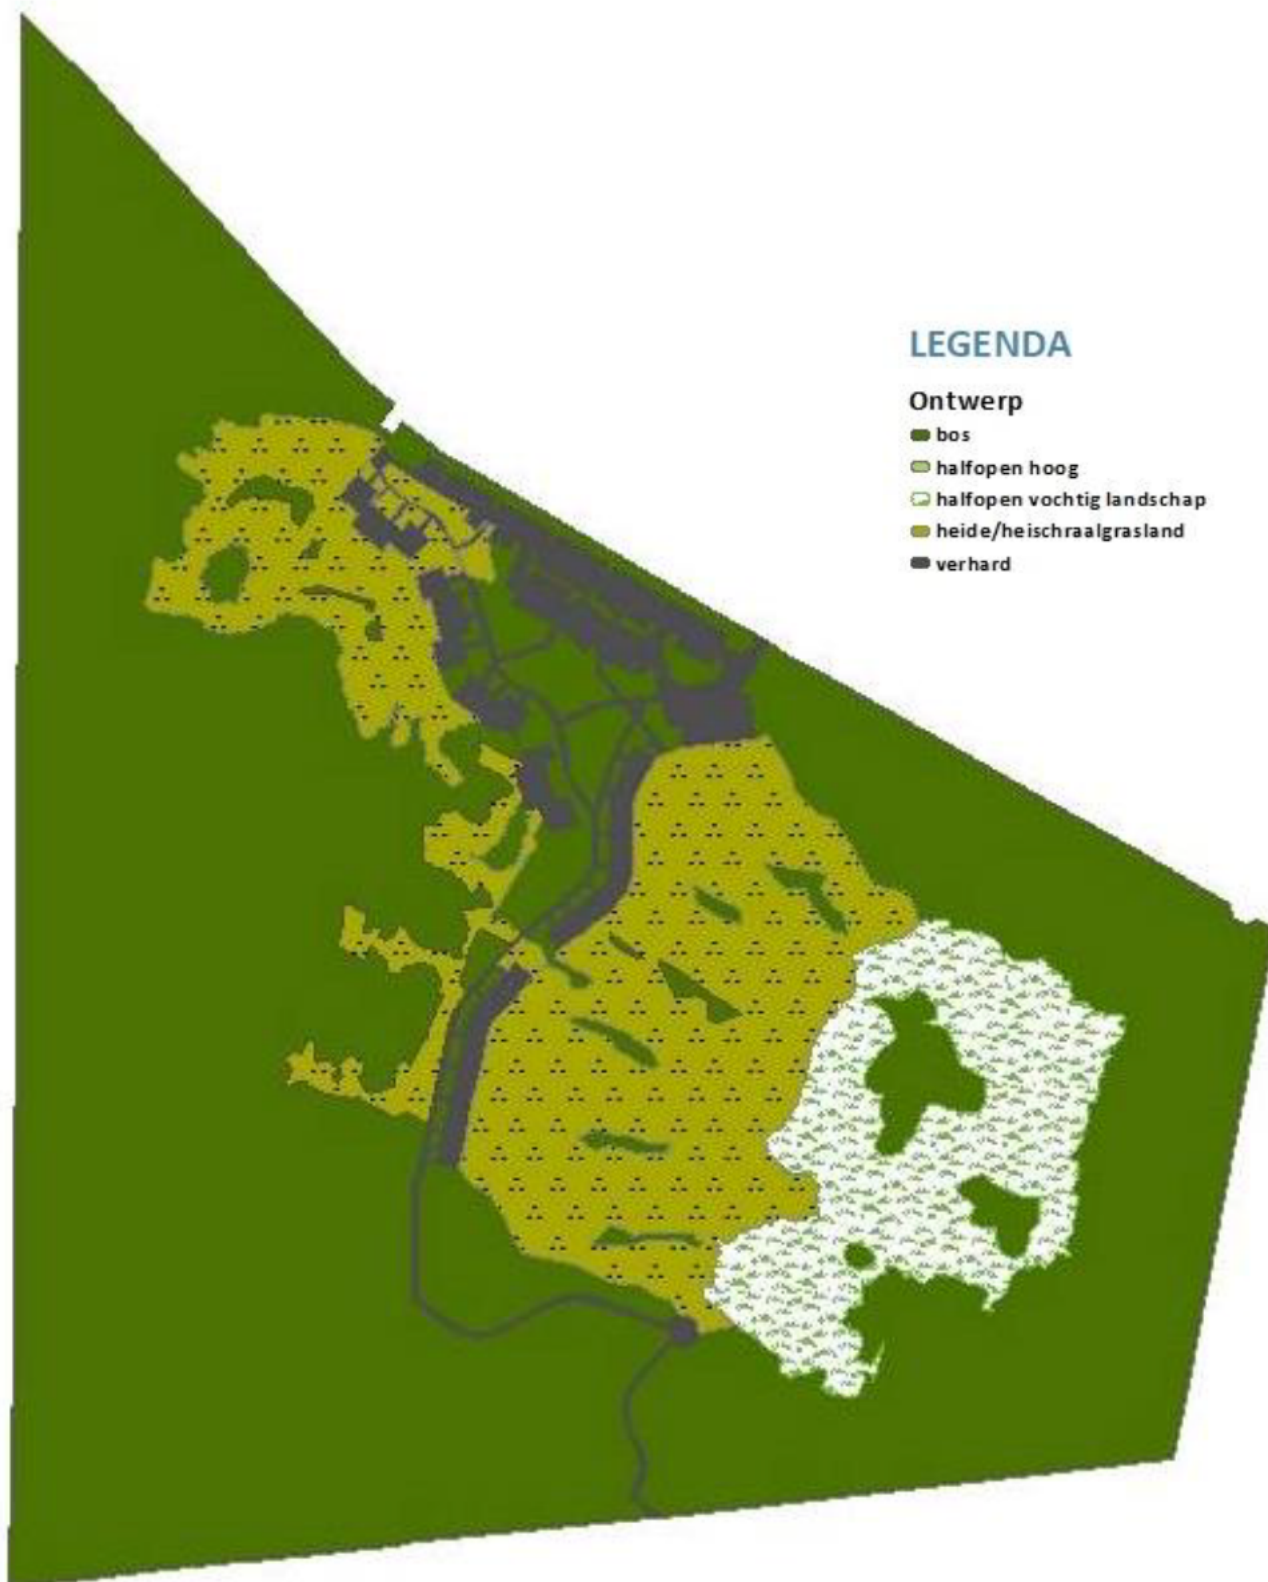 LEGENDA
Ontwerp
bos
halfopen hoog
halfopen vochtig landschap
heide/heischraalgrasland
verhard